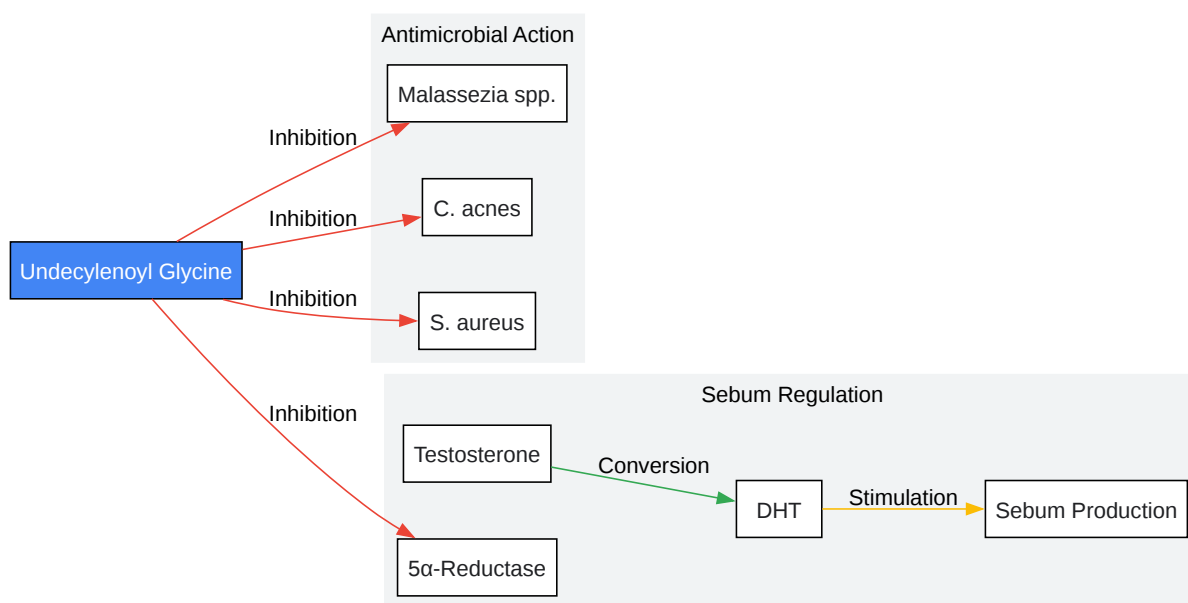 Antimicrobial Action
Malassezia spp.
Inhibition
C. acnes
Inhibition
Undecylenoyl Glycine
Inhibition
S. aureus
Sebum Regulation
Inhibition
Testosterone
Conversion
DHT
Stimulation
Sebum Production
5α-Reductase